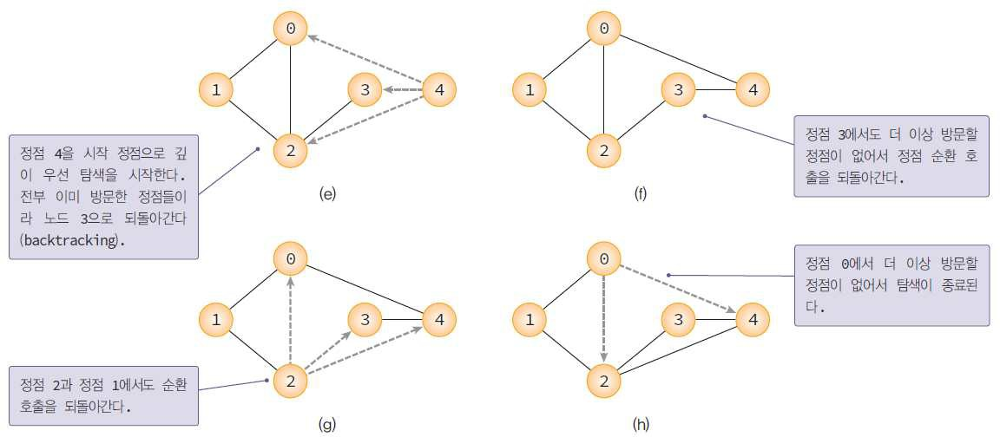 0
1
3
4
2
정점 4을 시작 정점으로 깊
이 우선 탐색을 시작한다.
전부 이미 방문한 정점들이
라 노드 3으로 되돌아간다
(backtracking).
(e)
0
1
3
4
2
정점 3에서도 더 이상 방문할
정점이 없어서 정점 순환 호
출을 되돌아간다.
(f)
0
1
3
4
2
정점 2과 정점 1에서도 순환
호출을 되돌아간다.
(g)
0
1
3
4
2
정점 0에서 더 이상 방문할
정점이 없어서 탐색이 종료된
다.
(h)